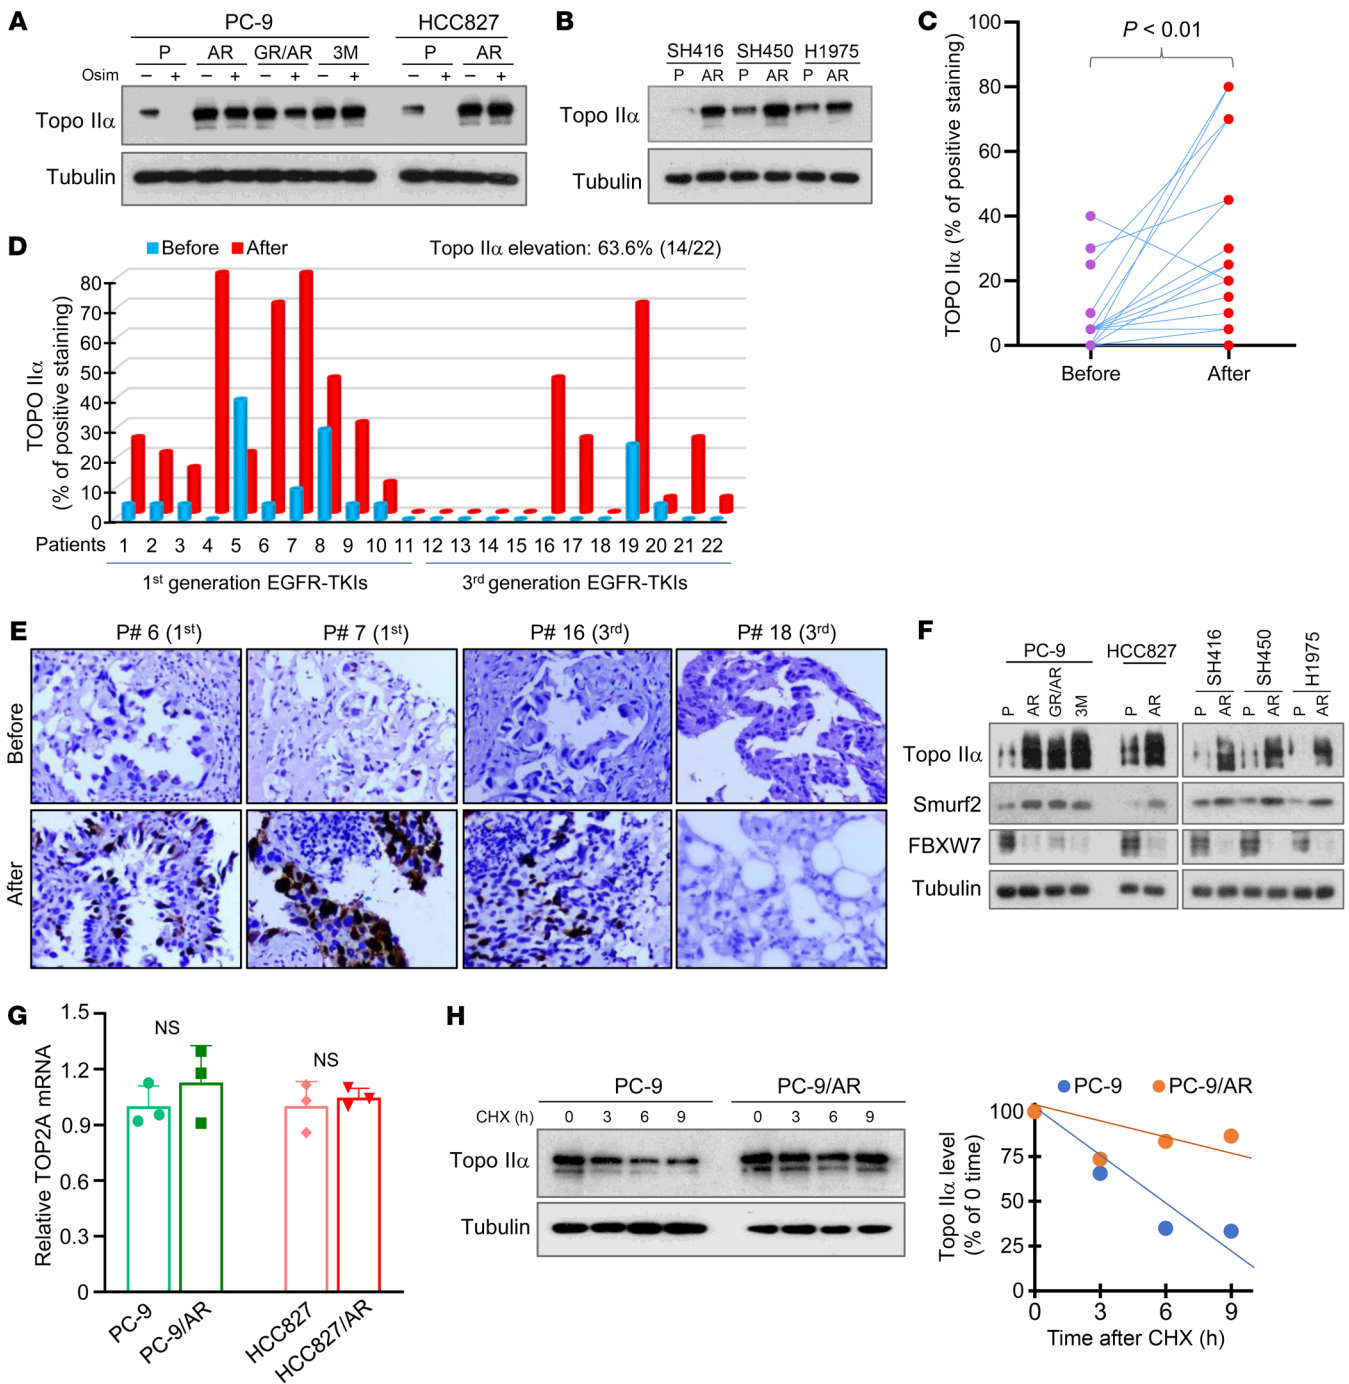 A
PC-9
HCC827
P
AR
GR/AR
3M
P
AR
Osim
– + – + – + – + – + – +
Topo IIα
Tubulin
B
SH416 SH450 H1975
P AR P AR P AR
Topo IIα
Tubulin
C
P < 0.01
TOPO IIα (% of positive staining)
100
80
60
40
20
0
Before After
D
Before After
Topo IIα elevation: 63.6% (14/22)
TOPO IIα
(% of positive staining)
80
70
60
50
40
30
20
10
0
Patients 1 2 3 4 5 6 7 8 9 10 11 12 13 14 15 16 17 18 19 20 21 22
1st generation EGFR-TKIs
3rd generation EGFR-TKIs
E
P# 6 (1st) P# 7 (1st) P# 16 (3rd) P# 18 (3rd)
Before
After
F
PC-9 HCC827 SH416 SH450 H1975
P AR GR/AR 3M P AR P AR P AR P AR
Topo IIα
Smurf2
FBXW7
Tubulin
G
Relative TOP2A mRNA
1.5
1.2
0.9
0.6
0.3
0
NS
NS
PC-9
PC-9/AR
HCC827
HCC827/AR
H
PC-9 PC-9/AR
CHX (h) 0 3 6 9 0 3 6 9
Topo IIα
Tubulin
PC-9 PC-9/AR
Topo IIα level
(% of 0 time)
100
75
50
25
0
0 3 6 9
Time after CHX (h)